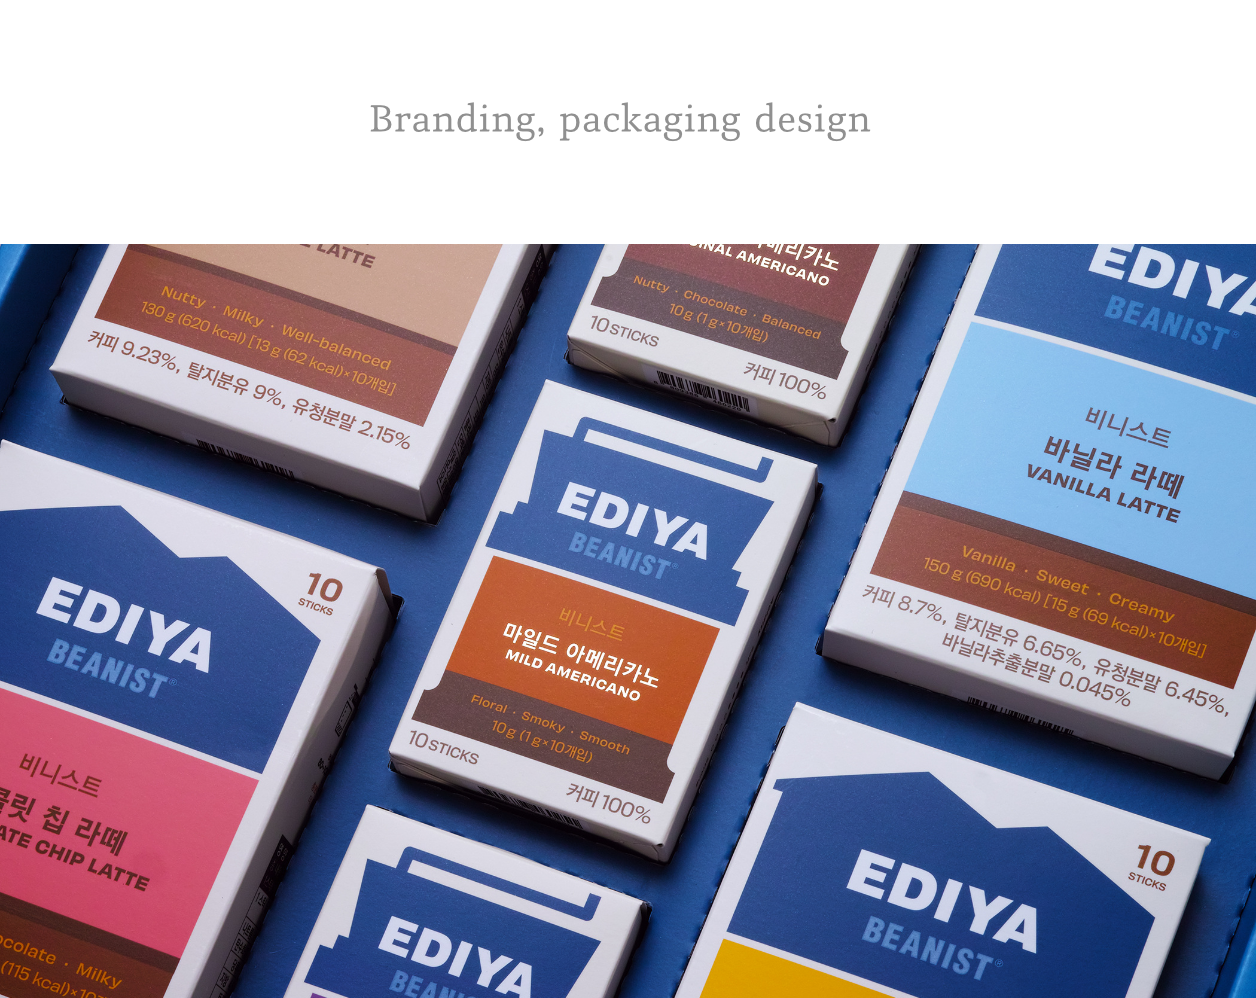 Branding, packaging design
LATTE
Nutty · Milky · Well-balanced
130 g (620 kcal) [13 g (62 kcal)×10개입]
커피 9.23%, 탈지분유 9%, 유청분말 2.15%
AMERICANO
Nutty · Chocolate · Balanced
10 g (1 g×10개입)
10 STICKS
커피 100%
EDIYA
BEANIST®
비니스트
바닐라 라떼
VANILLA LATTE
Vanilla · Sweet · Creamy
150 g (690 kcal) [15 g (69 kcal)×10개입]
커피 8.7%, 탈지분유 6.65%, 유청분말 6.45%,
바닐라추출분말 0.045%
EDIYA
BEANIST®
비니스트
마일드 아메리카노
MILD AMERICANO
Floral · Smoky · Smooth
10 g (1 g×10개입)
10 STICKS
커피 100%
10
STICKS
EDIYA
BEANIST®
비니스트
칩 라떼
CHIP LATTE
Milky
(115 kcal)
EDIYA
BEANIST
10
STICKS
EDIYA
BEANIST®